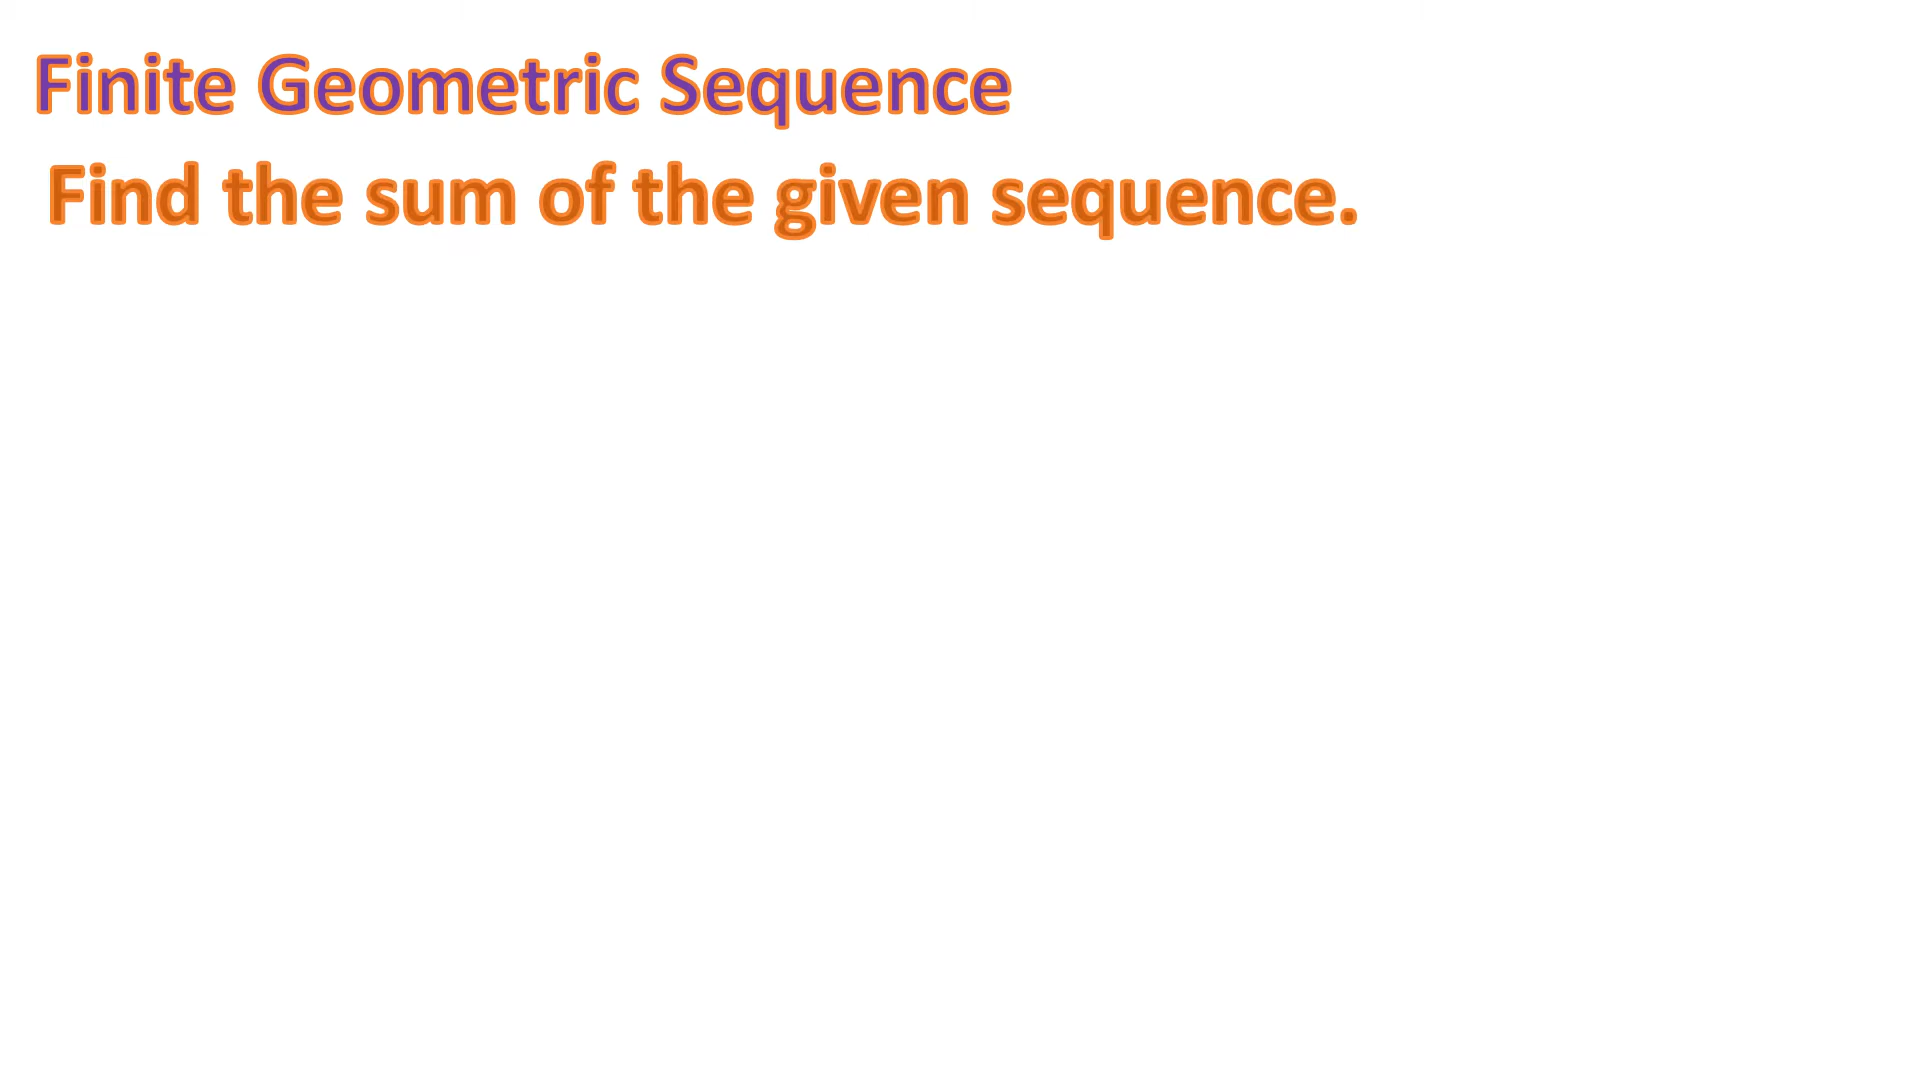 Finite Geometric Sequence
Find the sum of the given sequence.